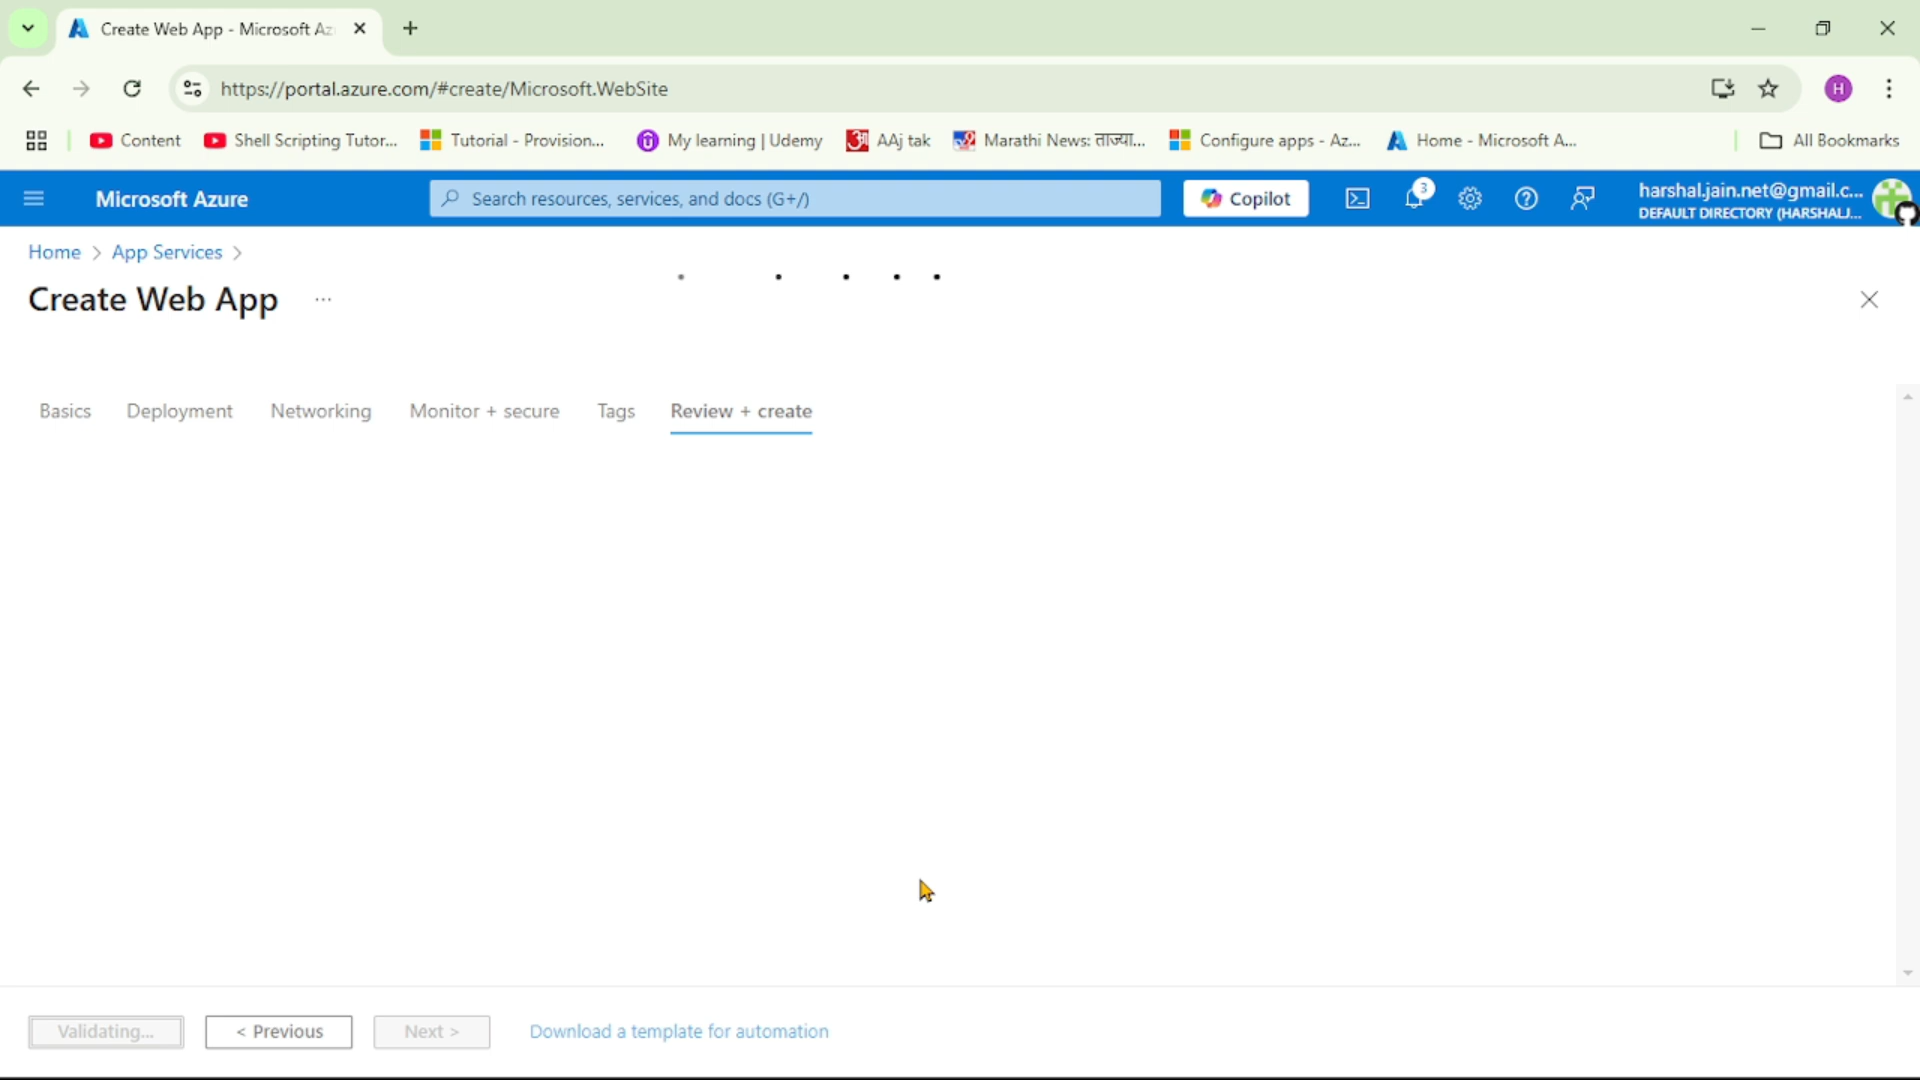 Create Web App - Microsoft Az
https://portal.azure.com/#create/Microsoft.WebSite
H
Content
Shell Scripting Tutor...
Tutorial - Provision...
My learning | Udemy
AAj tak
Marathi News: ताज्या...
Configure apps - Az...
Home - Microsoft A...
All Bookmarks
Microsoft Azure
Search resources, services, and docs (G+/)
Copilot
3
harshal.jain.net@gmail.c...
DEFAULT DIRECTORY (HARSHALJ...
Home > App Services >
Create Web App ...
Basics
Deployment
Networking
Monitor + secure
Tags
Review + create
Validating...
< Previous
Next >
Download a template for automation